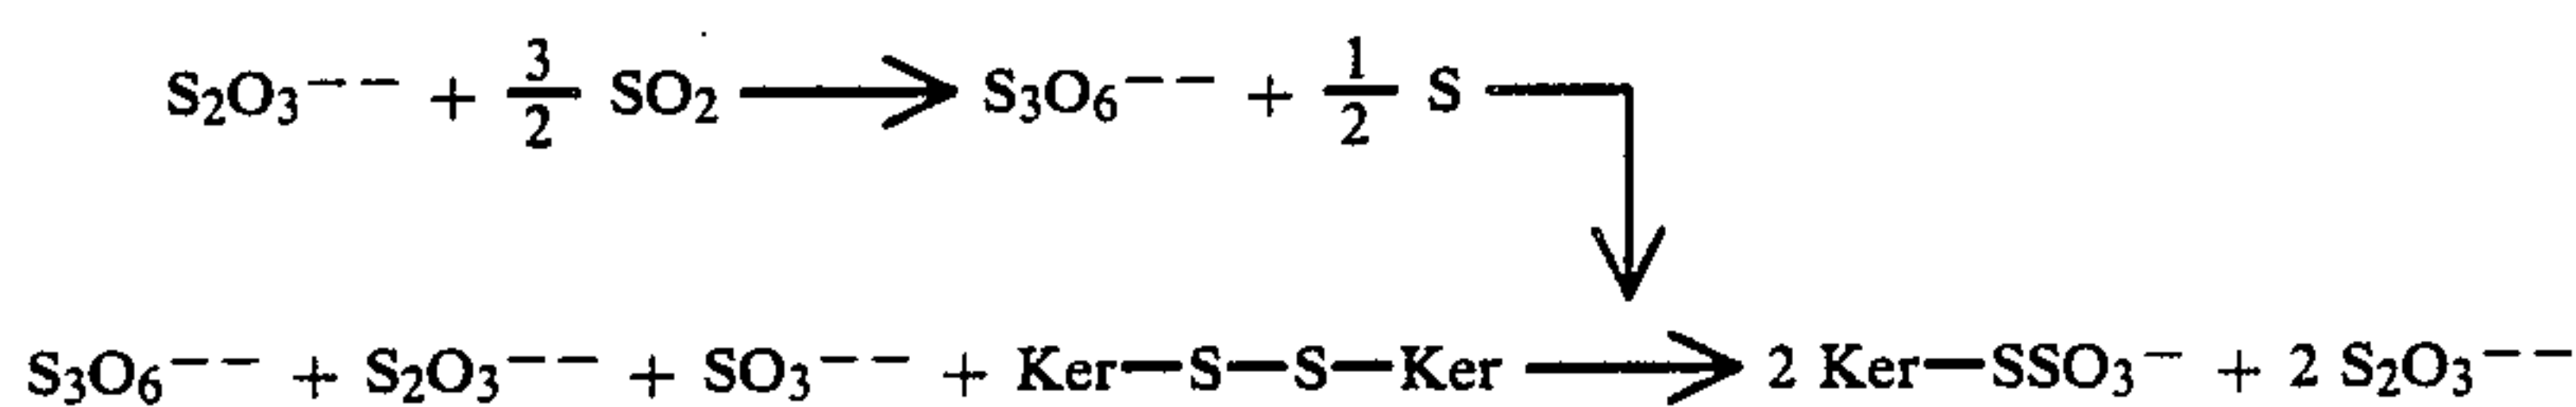 S₂O₃⁻⁻ + 3/2 SO₂ ⟶ S₃O₆⁻⁻ + 1/2 S
S₃O₆⁻⁻ + S₂O₃⁻⁻ + SO₃⁻⁻ + Ker—S—S—Ker ⟶ 2 Ker—SSO₃⁻ + 2 S₂O₃⁻⁻